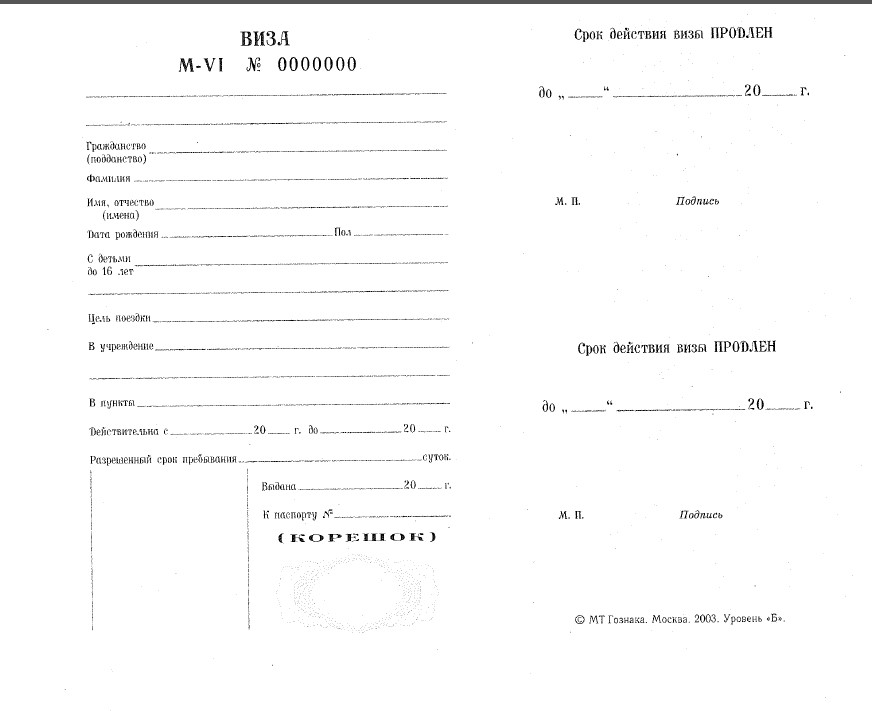 ВИЗА
M-VI № 0000000
Гражданство
(подданство)
Фамилия
Имя, отчество
(имена)
Дата рождения Пол
С детьми
до 16 лет
Цель поездки
В учреждение
В пункты
Действительна с 20 г. до 20 г.
Разрешенный срок пребывания суток.
Выдана 20 г.
К паспорту №
(КОРЕШОК)
Срок действия визы ПРОДЛЕН
до „ “ 20 г.
М. П. Подпись
Срок действия визы ПРОДЛЕН
до „ “ 20 г.
М. П. Подпись
© МТ Гознака. Москва. 2003. Уровень «Б».